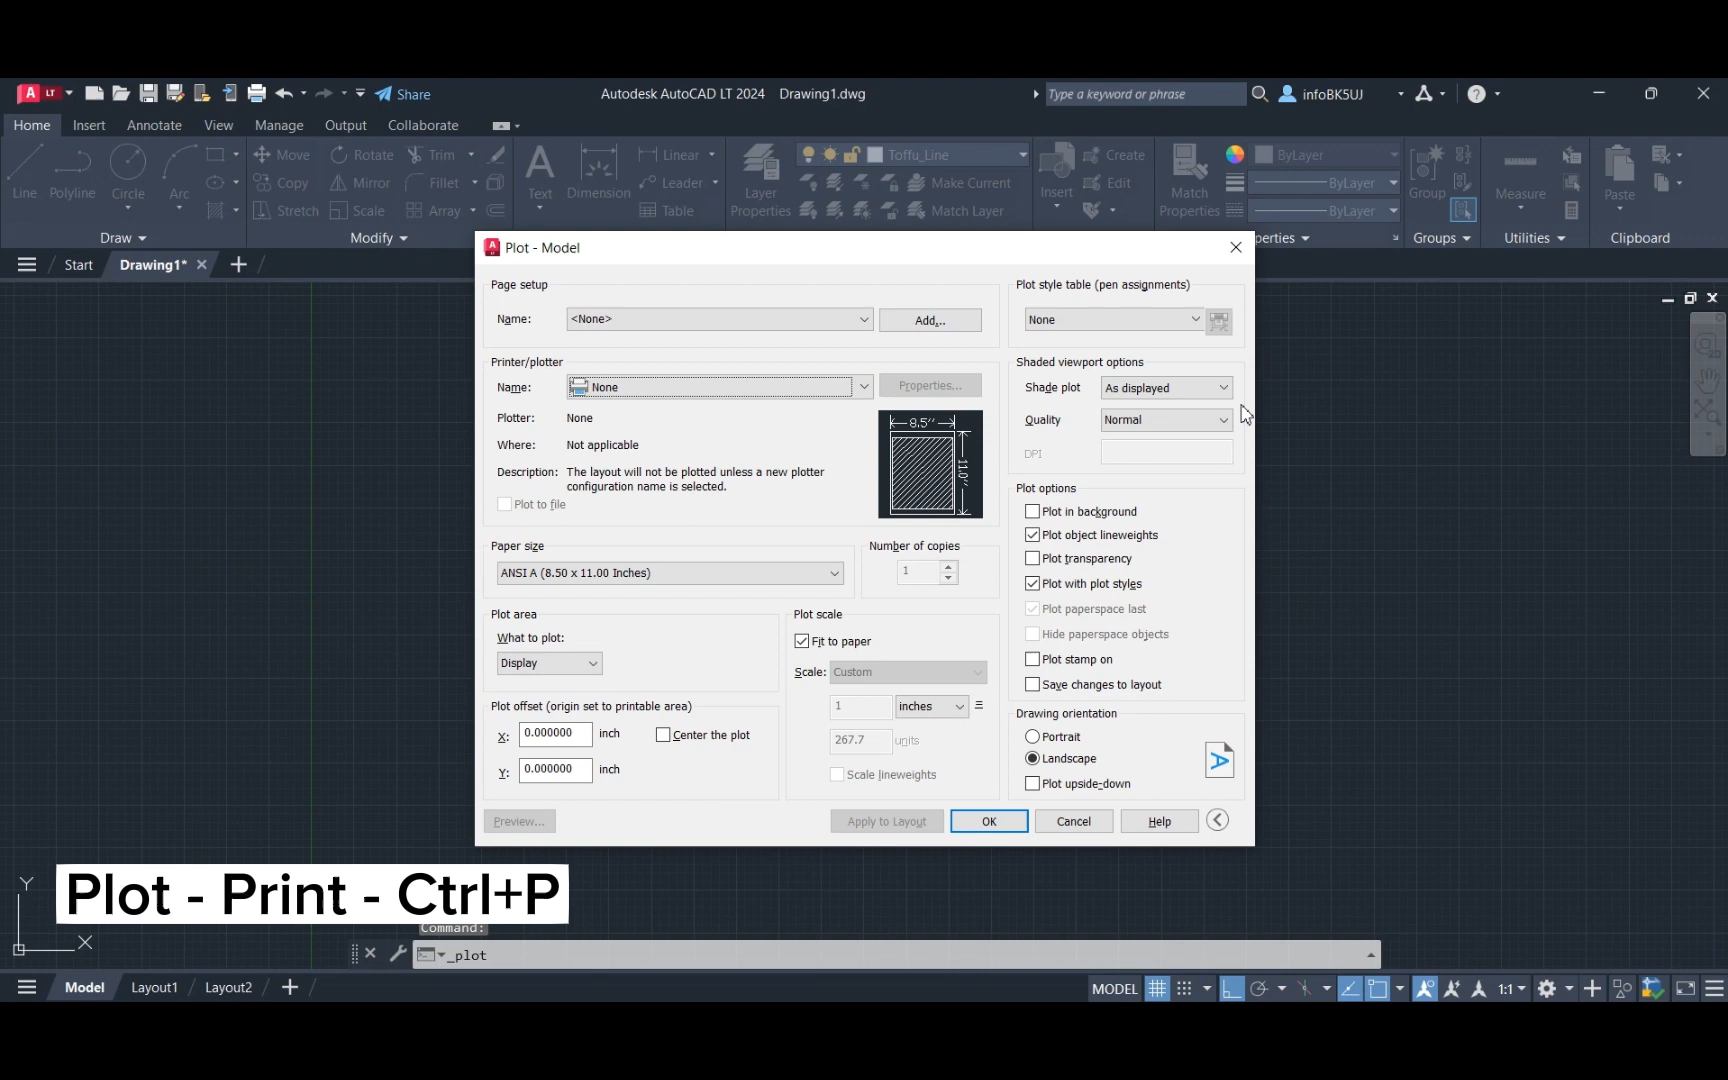 A LT
Share
Autodesk AutoCAD LT 2024 Drawing1.dwg
Type a keyword or phrase
infoBK5UJ
Home Insert Annotate View Manage Output Collaborate
Line Polyline Circle Arc
Move Rotate Trim
Copy Mirror Fillet
Stretch Scale Array
Text Dimension
Linear
Leader
Table
Layer
Properties
Toffu_Line
Make Current
Match Layer
Insert
Create
Edit
Match
Properties
ByLayer
ByLayer
ByLayer
Group
Measure
Paste
Draw Modify perties Groups Utilities Clipboard
Start Drawing1*
Plot - Model
Page setup
Name: <None> Add...
Printer/plotter
Name: None Properties...
Plotter: None
Where: Not applicable
Description: The layout will not be plotted unless a new plotter
configuration name is selected.
Plot to file
8.5''
11.0''
Paper size
ANSI A (8.50 x 11.00 Inches)
Number of copies
1
Plot area
What to plot:
Display
Plot scale
Fit to paper
Scale: Custom
1 inches =
267.7 units
Scale lineweights
Plot offset (origin set to printable area)
X: 0.000000 inch Center the plot
Y: 0.000000 inch
Plot style table (pen assignments)
None
Shaded viewport options
Shade plot As displayed
Quality Normal
DPI
Plot options
Plot in background
Plot object lineweights
Plot transparency
Plot with plot styles
Plot paperspace last
Hide paperspace objects
Plot stamp on
Save changes to layout
Drawing orientation
Portrait
Landscape
Plot upside-down
A
Preview... Apply to Layout OK Cancel Help
Y
X
Plot - Print - Ctrl+P
Command:
_plot
Model Layout1 Layout2
MODEL 1:1